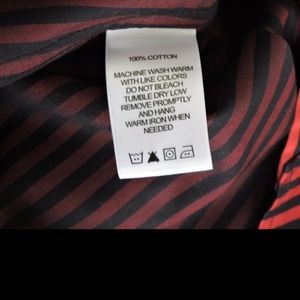 100% COTTON
MACHINE WASH WARM
WITH LIKE COLORS
DO NOT BLEACH
TUMBLE DRY LOW
REMOVE PROMPTLY
AND HANG
WARM IRON WHEN
NEEDED